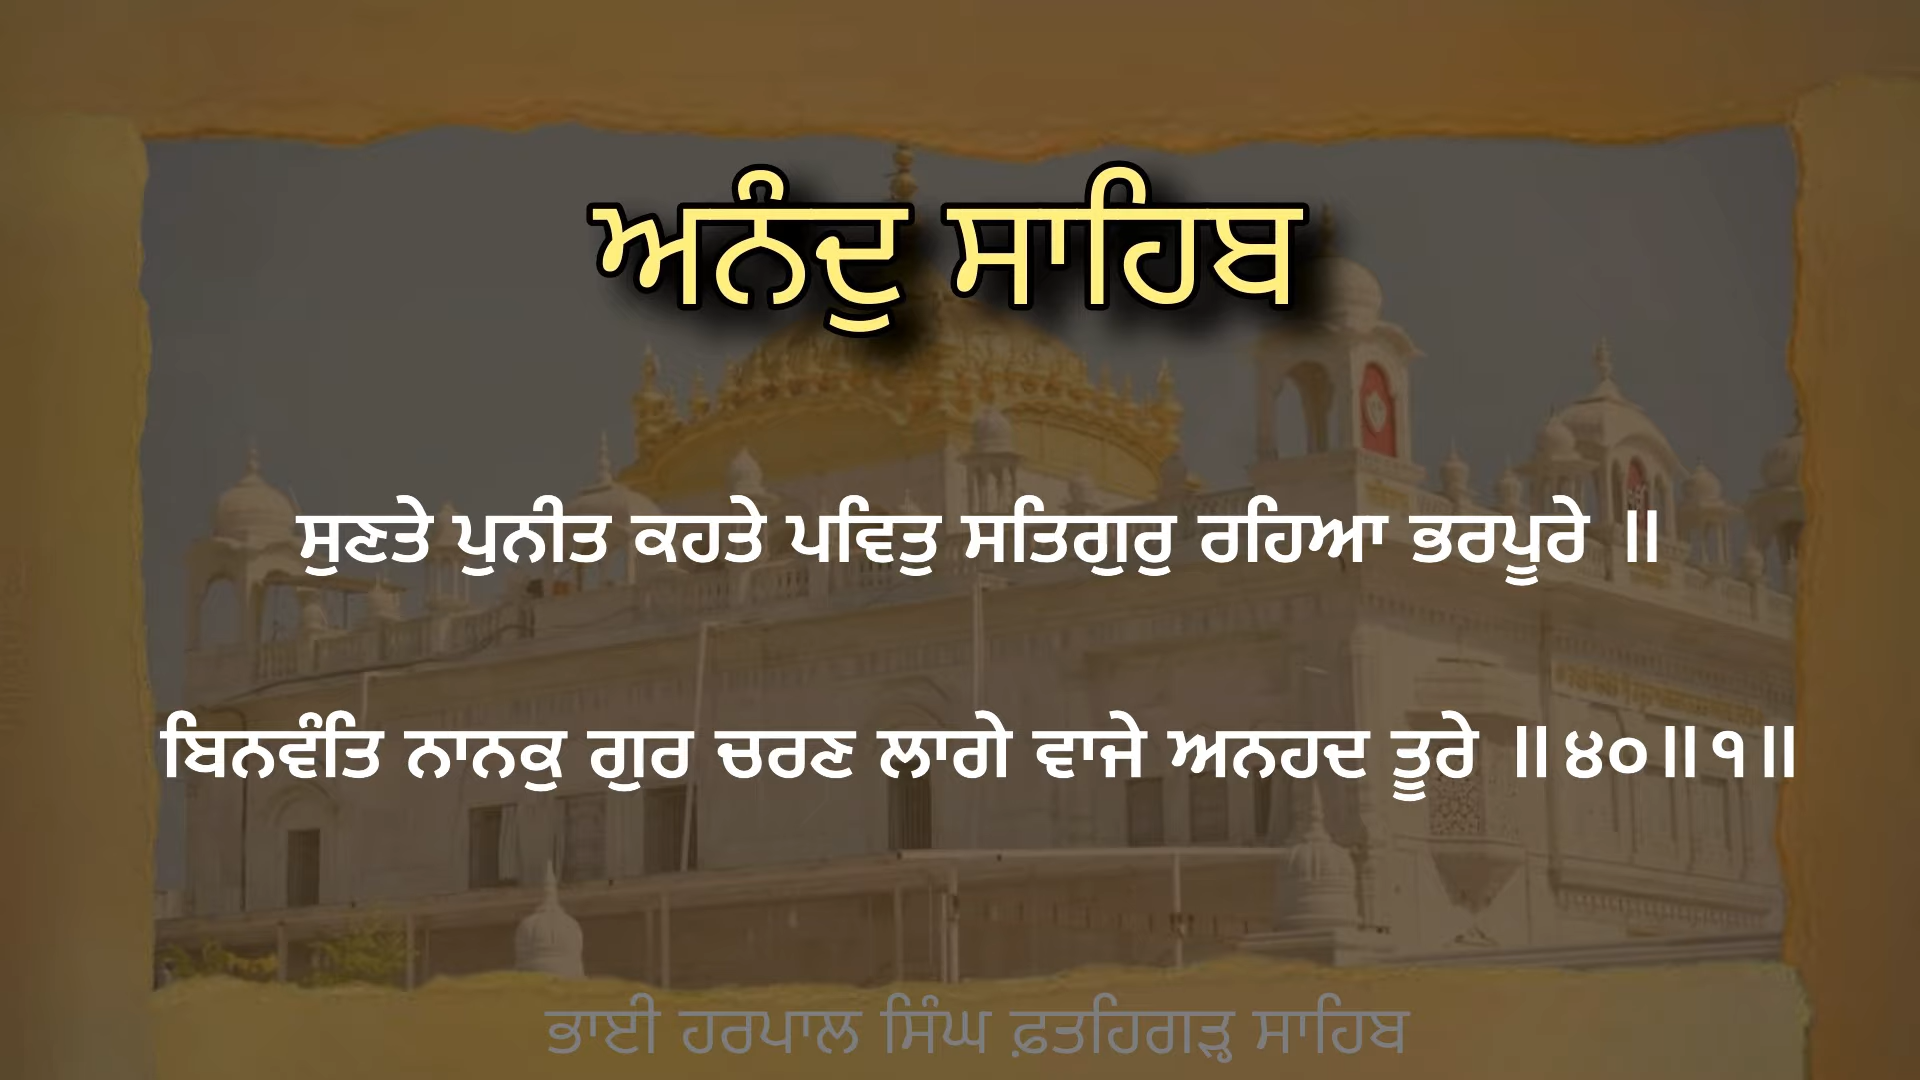 ਅਨੰਦੁ ਸਾਹਿਬ
ਸੁਣਤੇ ਪੁਨੀਤ ਕਹਤੇ ਪਵਿਤੁ ਸਤਿਗੁਰੁ ਰਹਿਆ ਭਰਪੂਰੇ ॥
ਬਿਨਵੰਤਿ ਨਾਨਕੁ ਗੁਰ ਚਰਣ ਲਾਗੇ ਵਾਜੇ ਅਨਹਦ ਤੂਰੇ ॥੪੦॥੧॥
ਭਾਈ ਹਰਪਾਲ ਸਿੰਘ ਫ਼ਤਹਿਗੜ੍ਹ ਸਾਹਿਬ